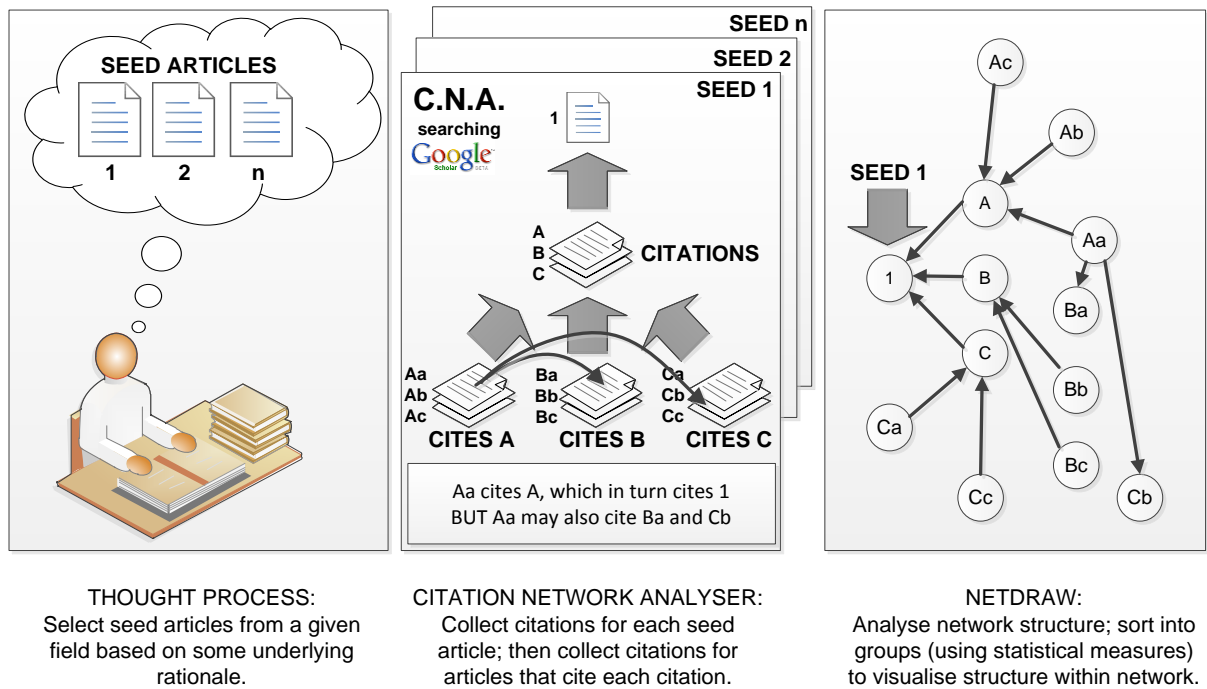 SEED ARTICLES
1
2
n
THOUGHT PROCESS:
Select seed articles from a given
field based on some underlying
rationale.
SEED n
SEED 2
SEED 1
C.N.A.
searching
Google
Scholar BETA
1
A
B
C
CITATIONS
Aa
Ab
Ac
Ba
Bb
Bc
Ca
Cb
Cc
CITES A
CITES B
CITES C
Aa cites A, which in turn cites 1
BUT Aa may also cite Ba and Cb
CITATION NETWORK ANALYSER:
Collect citations for each seed
article; then collect citations for
articles that cite each citation.
Ac
Ab
SEED 1
A
Aa
1
B
Ba
C
Bb
Ca
Bc
Cc
Cb
NETDRAW:
Analyse network structure; sort into
groups (using statistical measures)
to visualise structure within network.